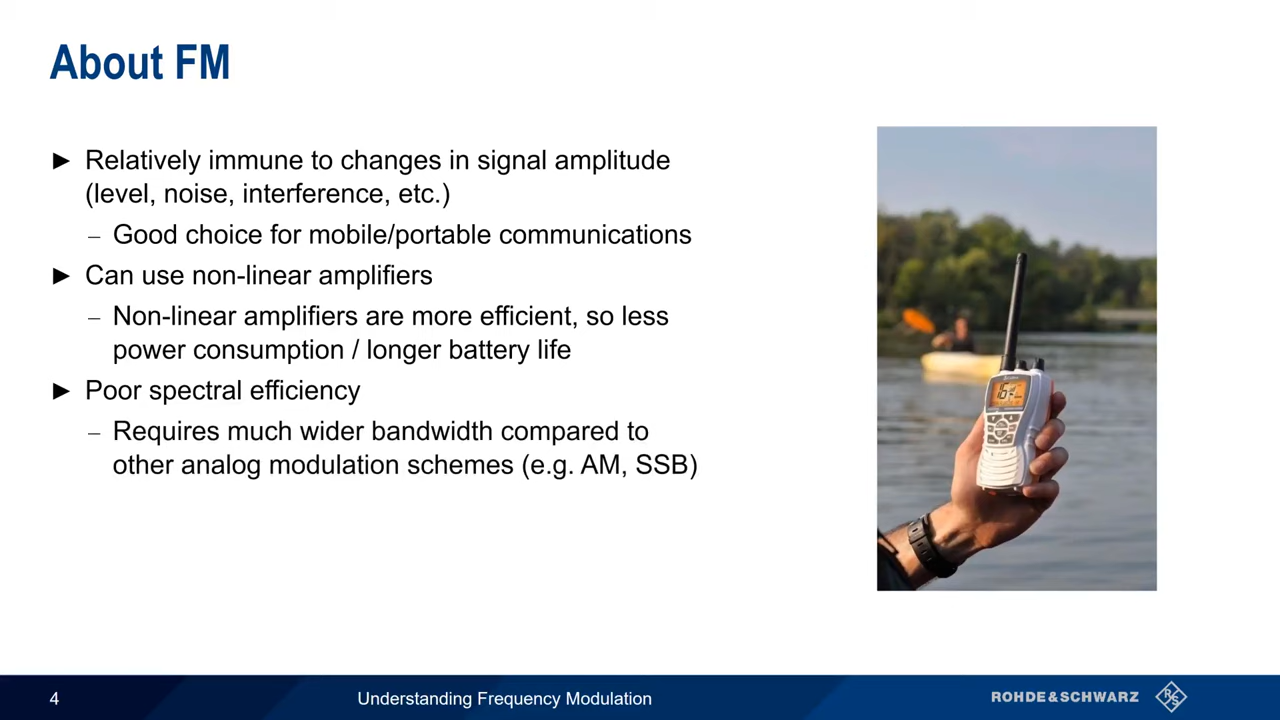 About FM
► Relatively immune to changes in signal amplitude
(level, noise, interference, etc.)
– Good choice for mobile/portable communications
► Can use non-linear amplifiers
– Non-linear amplifiers are more efficient, so less
power consumption / longer battery life
► Poor spectral efficiency
– Requires much wider bandwidth compared to
other analog modulation schemes (e.g. AM, SSB)
16
4
Understanding Frequency Modulation
ROHDE&SCHWARZ
R&S